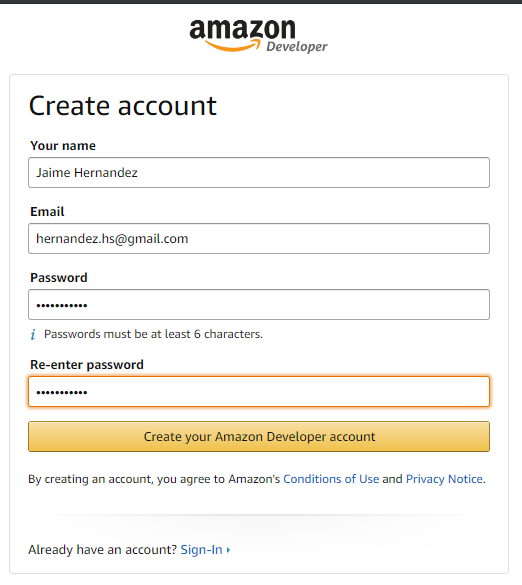 amazon
Developer
Create account
Your name
Jaime Hernandez
Email
hernandez.hs@gmail.com
Password
•••••••••••
i Passwords must be at least 6 characters.
Re-enter password
•••••••••••
Create your Amazon Developer account
By creating an account, you agree to Amazon's Conditions of Use and Privacy Notice.
Already have an account? Sign-In